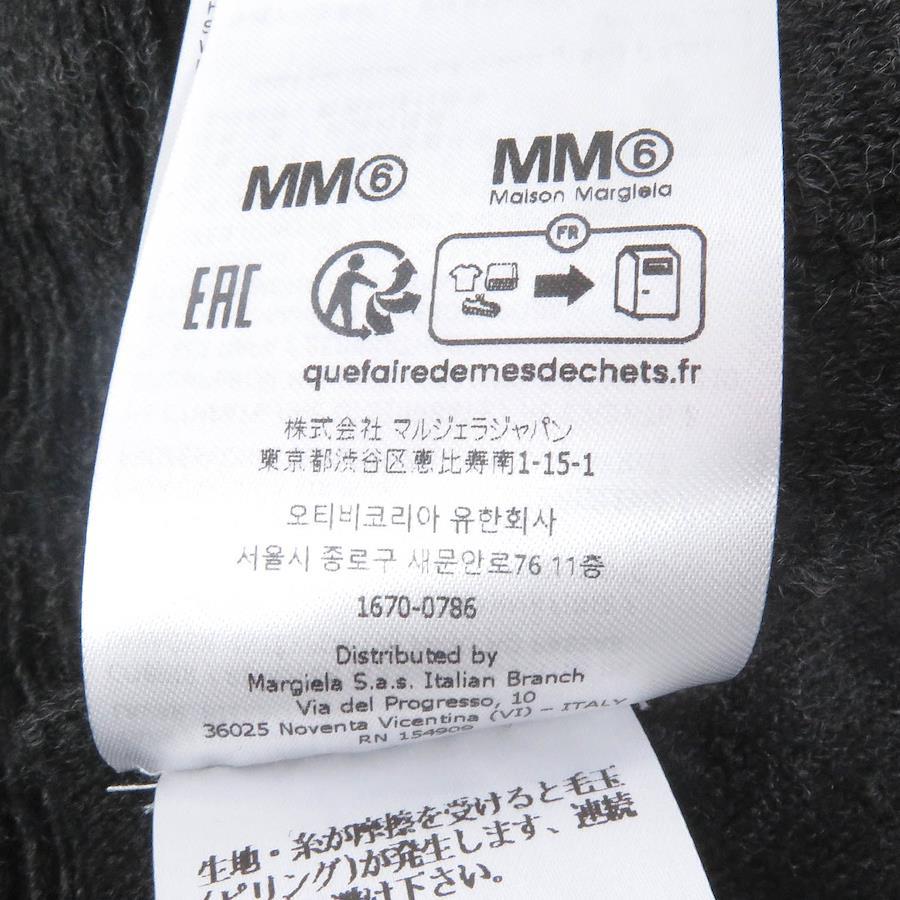 MM6
MM6
Maison Margiela
FR
EAC
quefairedemesdechets.fr
株式会社 マルジェラジャパン
東京都渋谷区恵比寿南1-15-1
오티비코리아 유한회사
서울시 종로구 새문안로76 11층
1670-0786
Distributed by
Margiela S.a.s. Italian Branch
Via del Progresso, 10
36025 Noventa Vicentina (VI) - ITALY
RN 154909
生地・糸が摩擦を受けると毛玉
(ピリング)が発生します、連続
下さい。